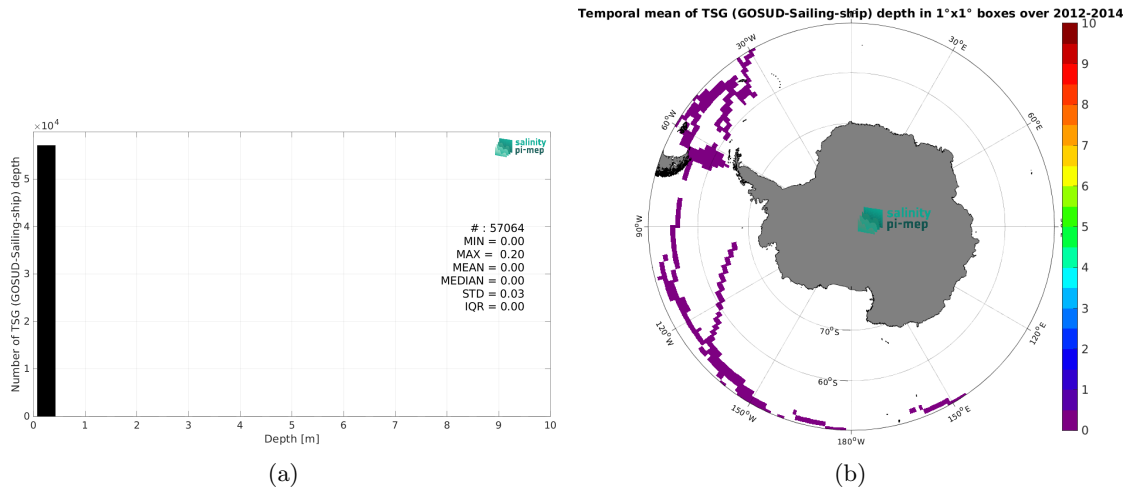 Temporal mean of TSG (GOSUD-Sailing-ship) depth in 1°x1° boxes over 2012-2014
×10⁴
5
4
3
2
1
0
Number of TSG (GOSUD-Sailing-ship) depth
0 1 2 3 4 5 6 7 8 9 10
Depth [m]
salinity
pi-mep
# : 57064
MIN = 0.00
MAX = 0.20
MEAN = 0.00
MEDIAN = 0.00
STD = 0.03
IQR = 0.00
30°W
30°E
60°W
60°E
90°W
120°W
120°E
150°W
150°E
180°W
70°S
60°S
salinity
pi-mep
10
9
8
7
6
5
4
3
2
1
0
(a)
(b)